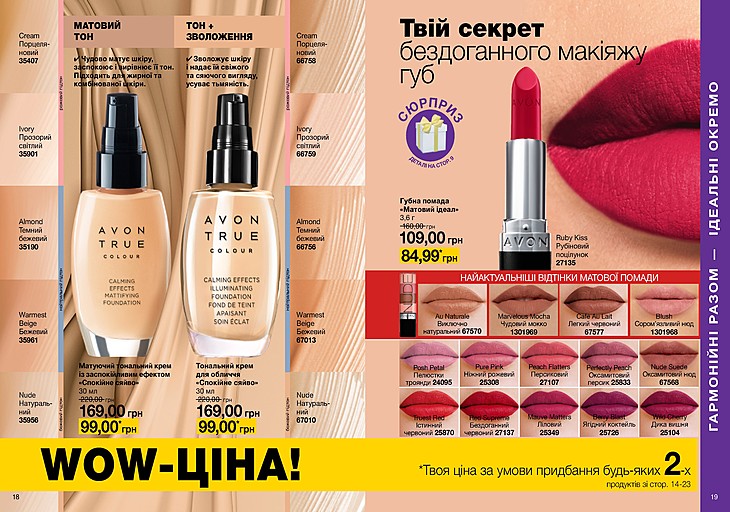 Cream
Порцеля-
новий
35407
Ivory
Прозорий
світлий
35901
Almond
Темний
бежевий
35190
Warmest
Beige
Бежевий
35961
Nude
Натураль-
ний
35956
МАТОВИЙ
ТОН
✓ Чудово матує шкіру,
заспокоює і вирівнює її тон.
Підходить для жирної та
комбінованої шкіри.
ТОН +
ЗВОЛОЖЕННЯ
✓ Зволожує шкіру
і надає їй свіжого
та сяючого вигляду,
усуває тьмяність.
AVON
TRUE
COLOUR
CALMING
EFFECTS
MATTIFYING
FOUNDATION
AVON
TRUE
COLOUR
CALMING EFFECTS
ILLUMINATING
FOUNDATION
FOND DE TEINT
APAISANT
SOIN ÉCLAT
Cream
Порцеля-
новий
66758
Ivory
Прозорий
світлий
66759
Almond
Темний
бежевий
66756
Warmest
Beige
Бежевий
67013
Nude
Натураль-
ний
67010
Матуючий тональний крем
із заспокійливим ефектом
«Спокійне сяйво»
30 мл
220,00 грн
169,00 грн
99,00* грн
Тональний крем
для обличчя
«Спокійне сяйво»
30 мл
220,00 грн
169,00 грн
99,00* грн
WOW-ЦІНА!
18
Твій секрет
бездоганного макіяжу
губ
СЮРПРИЗ
ДЕТАЛІ НА СТОР. 9
Губна помада
«Матовий ідеал»
3,6 г
160,00 грн
109,00 грн
84,99* грн
AVON
Ruby Kiss
Рубіновий
поцілунок
27135
НАЙАКТУАЛЬНІШІ ВІДТІНКИ МАТОВОЇ ПОМАДИ
Au Naturale
Виключно
натуральний 67570
Marvelous Mocha
Чудовий мокко
1301969
Cafe Au Lait
Легкий червоний
67577
Blush
Сором'язливий нюд
1301968
Posh Petal
Пелюстки
троянди 24095
Pure Pink
Ніжний рожевий
25308
Peach Flatters
Персиковий
27107
Perfectly Peach
Оксамитовий
персик 25833
Nude Suede
Оксамитовий нюд
67568
Truest Red
Істинний
червоний 25870
Red Supreme
Бездоганний
червоний 27137
Mauve Matters
Ліловий
25349
Berry Blast
Ягідний коктейль
25726
Wild Cherry
Дика вишня
25104
*Твоя ціна за умови придбання будь-яких 2-х
продуктів зі стор. 14-23
ГАРМОНІЙНІ РАЗОМ — ІДЕАЛЬНІ ОКРЕМО
19